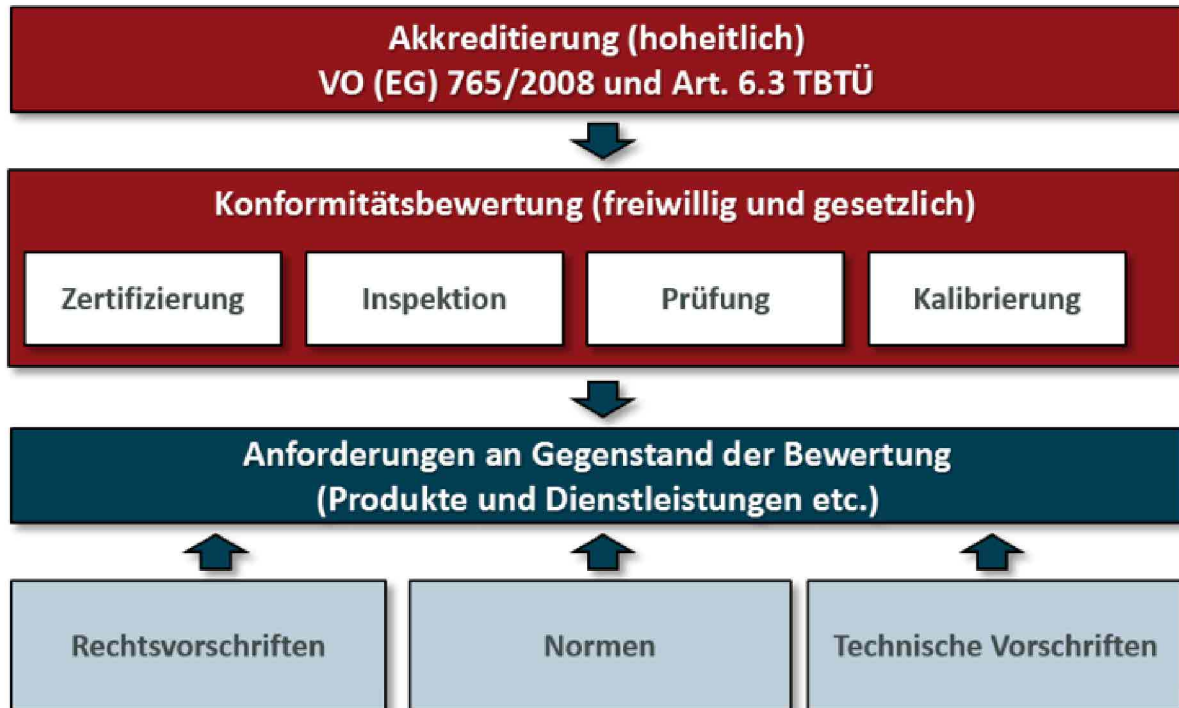 Akkreditierung (hoheitlich)
VO (EG) 765/2008 und Art. 6.3 TBTÜ
Konformitätsbewertung (freiwillig und gesetzlich)
Zertifizierung
Inspektion
Prüfung
Kalibrierung
Anforderungen an Gegenstand der Bewertung
(Produkte und Dienstleistungen etc.)
Rechtsvorschriften
Normen
Technische Vorschriften